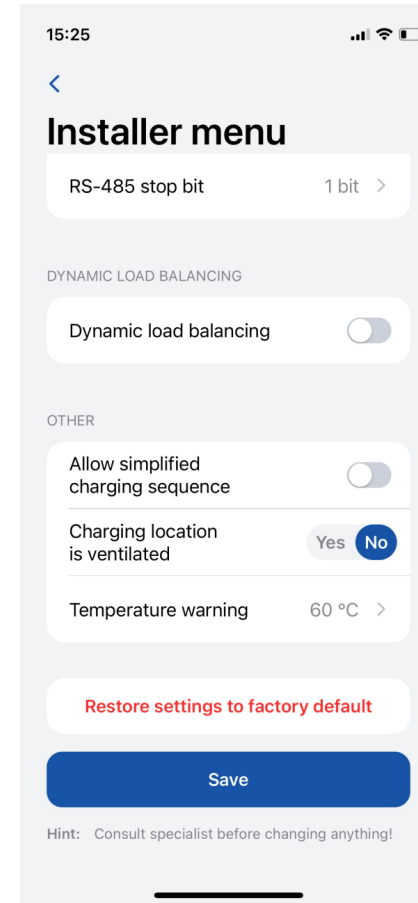 15:25
Installer menu
RS-485 stop bit 1 bit
DYNAMIC LOAD BALANCING
Dynamic load balancing
OTHER
Allow simplified
charging sequence
Charging location
is ventilated
Yes No
Temperature warning 60 °C
Restore settings to factory default
Save
Hint: Consult specialist before changing anything!